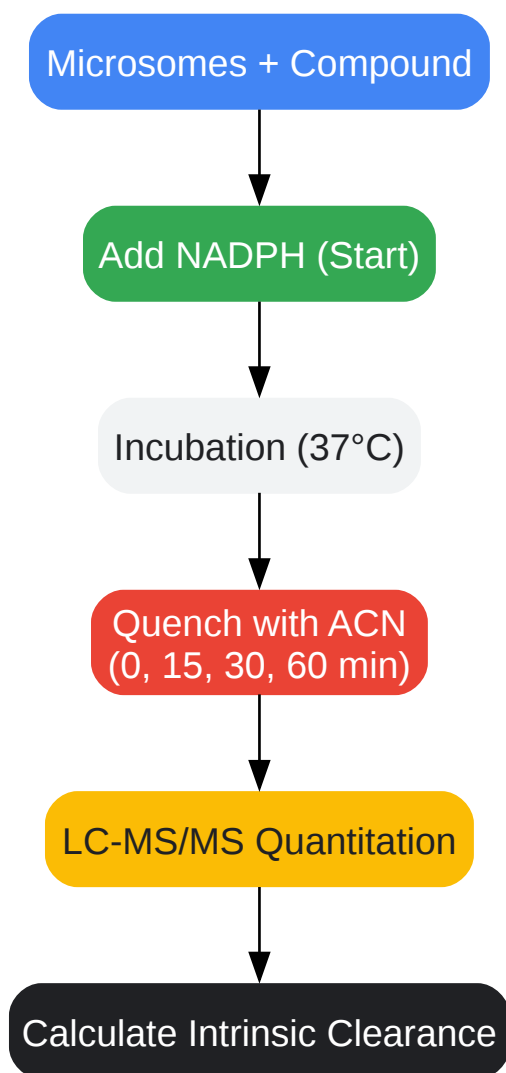 Microsomes + Compound
Add NADPH (Start)
Incubation (37°C)
Quench with ACN
(0, 15, 30, 60 min)
LC-MS/MS Quantitation
Calculate Intrinsic Clearance